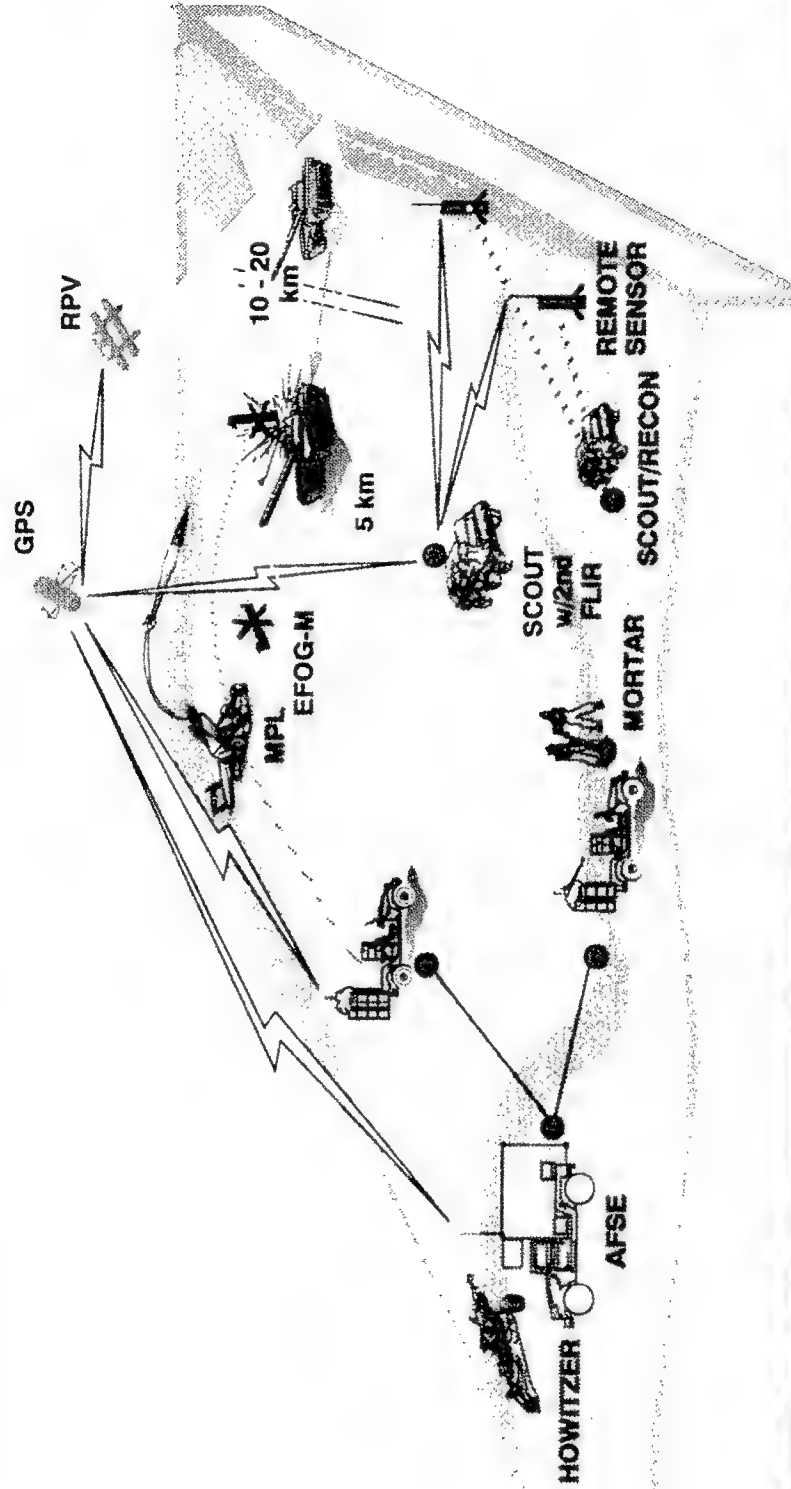 GPS
RPV
10 - 20
km
MPL
EFOG-M
5 km
SCOUT
w/2nd
FLIR
REMOTE
SENSOR
SCOUT/RECON
MORTAR
AFSE
HOWITZER